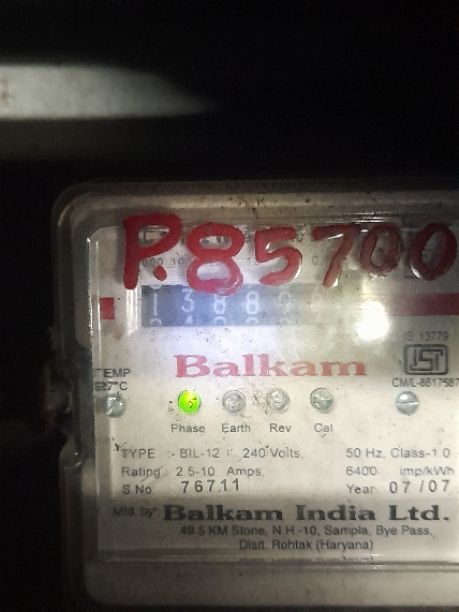 P.85700
1388
IS 13779
Balkam
TEMP
27°C
CM/L-8617587
Phase Earth Rev Cal
TYPE :- BIL-12 240 Volts. 50 Hz. Class-1.0
Rating 2.5-10 Amps. 6400 imp/kWh
S.No. 76711 Year 07/07
Mfd. by Balkam India Ltd.
49.5 KM Stone, N.H.-10, Sampla, Bye Pass,
Distt. Rohtak (Haryana)